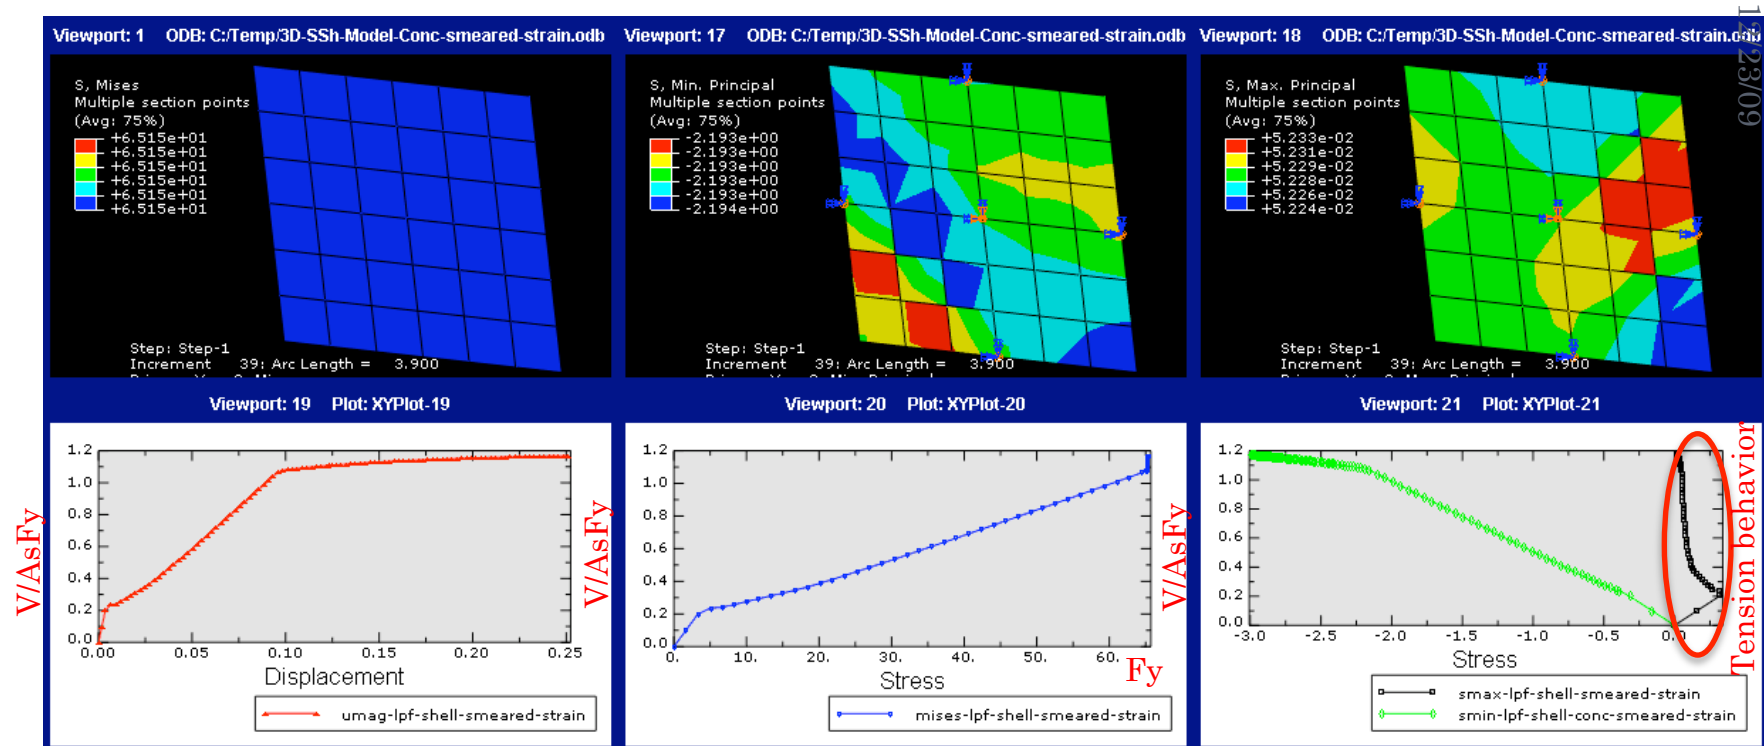 12/23/09
Viewport: 1 ODB: C:/Temp/3D-SSh-Model-Conc-smeared-strain.odb
S, Mises
Multiple section points
(Avg: 75%)
+6.515e+01
+6.515e+01
+6.515e+01
+6.515e+01
+6.515e+01
+6.515e+01
Step: Step-1
Increment 39: Arc Length = 3.900
Viewport: 17 ODB: C:/Temp/3D-SSh-Model-Conc-smeared-strain.odb
S, Min. Principal
Multiple section points
(Avg: 75%)
-2.193e+00
-2.193e+00
-2.193e+00
-2.193e+00
-2.193e+00
-2.194e+00
Step: Step-1
Increment 39: Arc Length = 3.900
Viewport: 18 ODB: C:/Temp/3D-SSh-Model-Conc-smeared-strain.odb
S, Max. Principal
Multiple section points
(Avg: 75%)
+5.233e-02
+5.231e-02
+5.229e-02
+5.228e-02
+5.226e-02
+5.224e-02
Step: Step-1
Increment 39: Arc Length = 3.900
Viewport: 19 Plot: XYPlot-19
V/AsFy
1.2
1.0
0.8
0.6
0.4
0.2
0.0
0.00 0.05 0.10 0.15 0.20 0.25
Displacement
umag-lpf-shell-smeared-strain
Viewport: 20 Plot: XYPlot-20
V/AsFy
1.2
1.0
0.8
0.6
0.4
0.2
0.0
0. 10. 20. 30. 40. 50. 60.
Fy
Stress
mises-lpf-shell-smeared-strain
Viewport: 21 Plot: XYPlot-21
V/AsFy
1.2
1.0
0.8
0.6
0.4
0.2
0.0
-3.0 -2.5 -2.0 -1.5 -1.0 -0.5 0.0
Stress
Tension behavior
smax-lpf-shell-smeared-strain
smin-lpf-shell-conc-smeared-strain